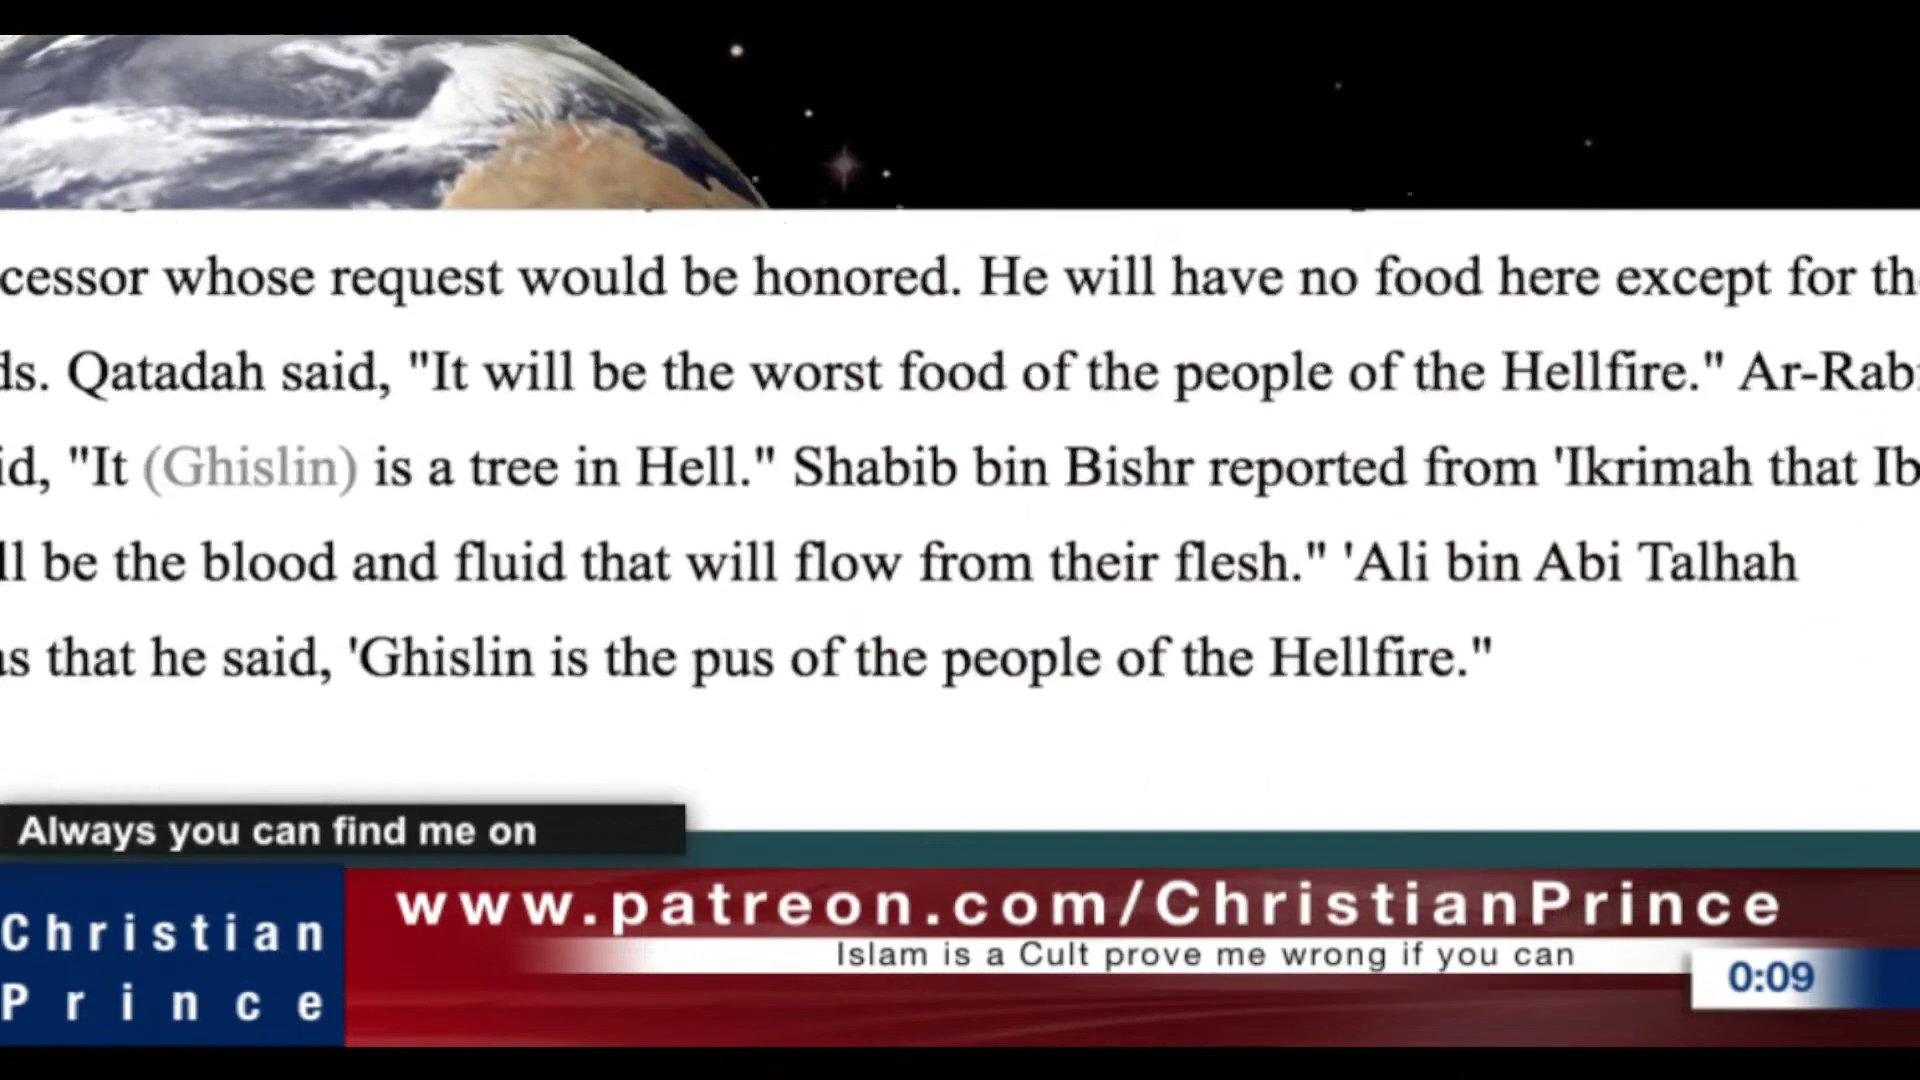 cessor whose request would be honored. He will have no food here except for
ds. Qatadah said, "It will be the worst food of the people of the Hellfire." Ar-Rabi
id, "It (Ghislin) is a tree in Hell." Shabib bin Bishr reported from 'Ikrimah that Ib
ll be the blood and fluid that will flow from their flesh." 'Ali bin Abi Talhah
as that he said, 'Ghislin is the pus of the people of the Hellfire."
Always you can find me on
www.patreon.com/ChristianPrince
Christian
Prince
Islam is a Cult prove me wrong if you can
0:09